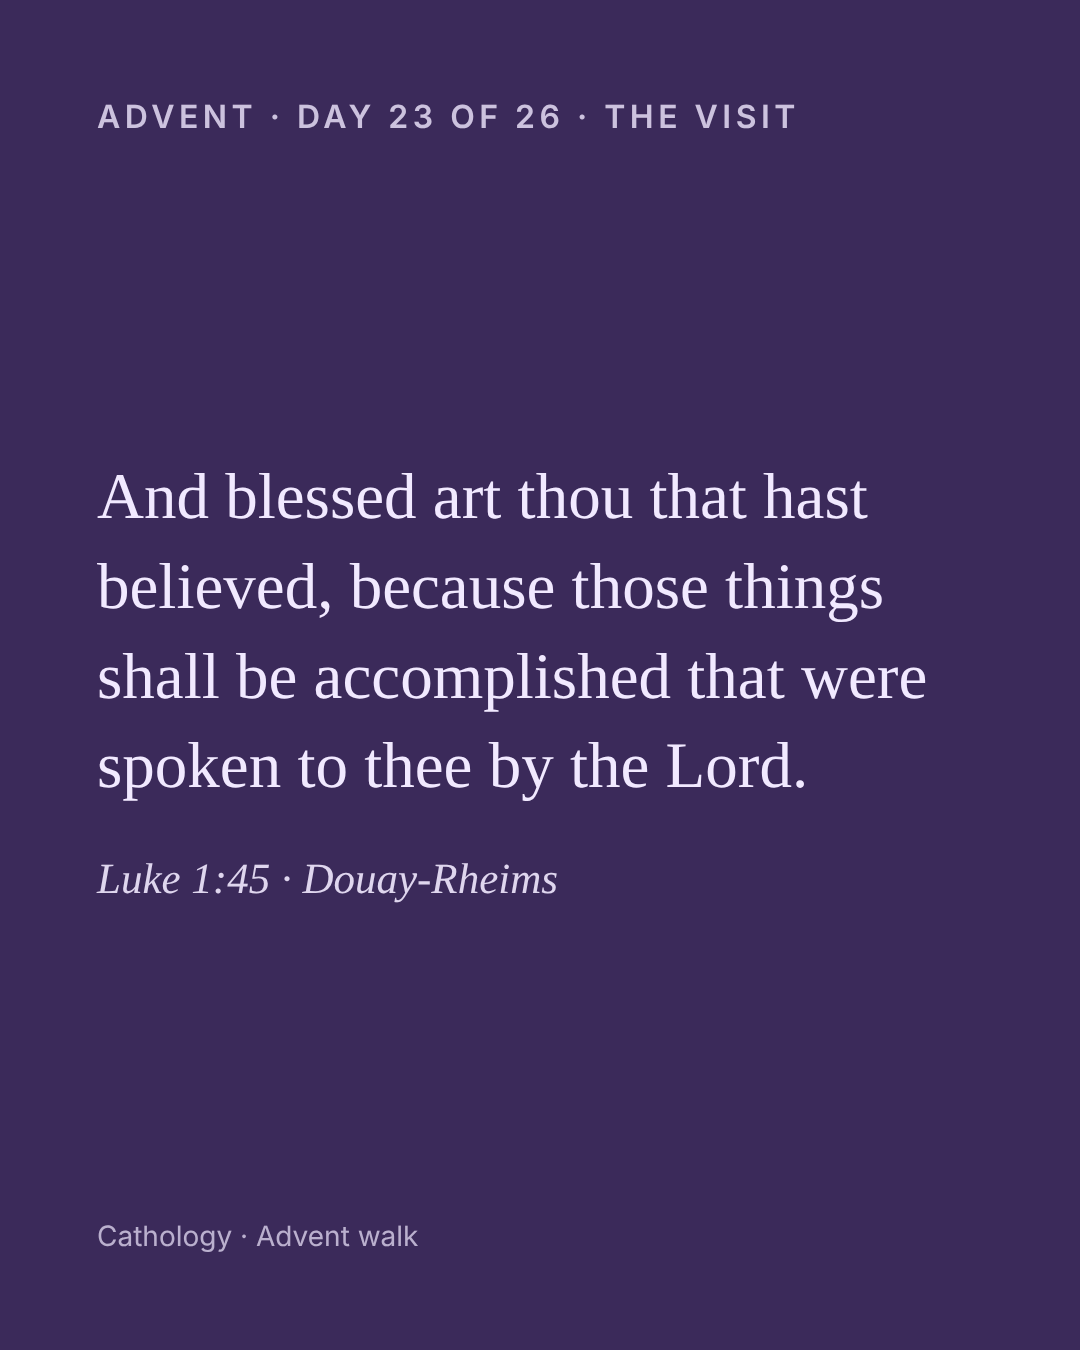 ADVENT · DAY 23 OF 26 · THE VISIT
And blessed art thou that hast
believed, because those things
shall be accomplished that were
spoken to thee by the Lord.
Luke 1:45 · Douay-Rheims
Cathology · Advent walk